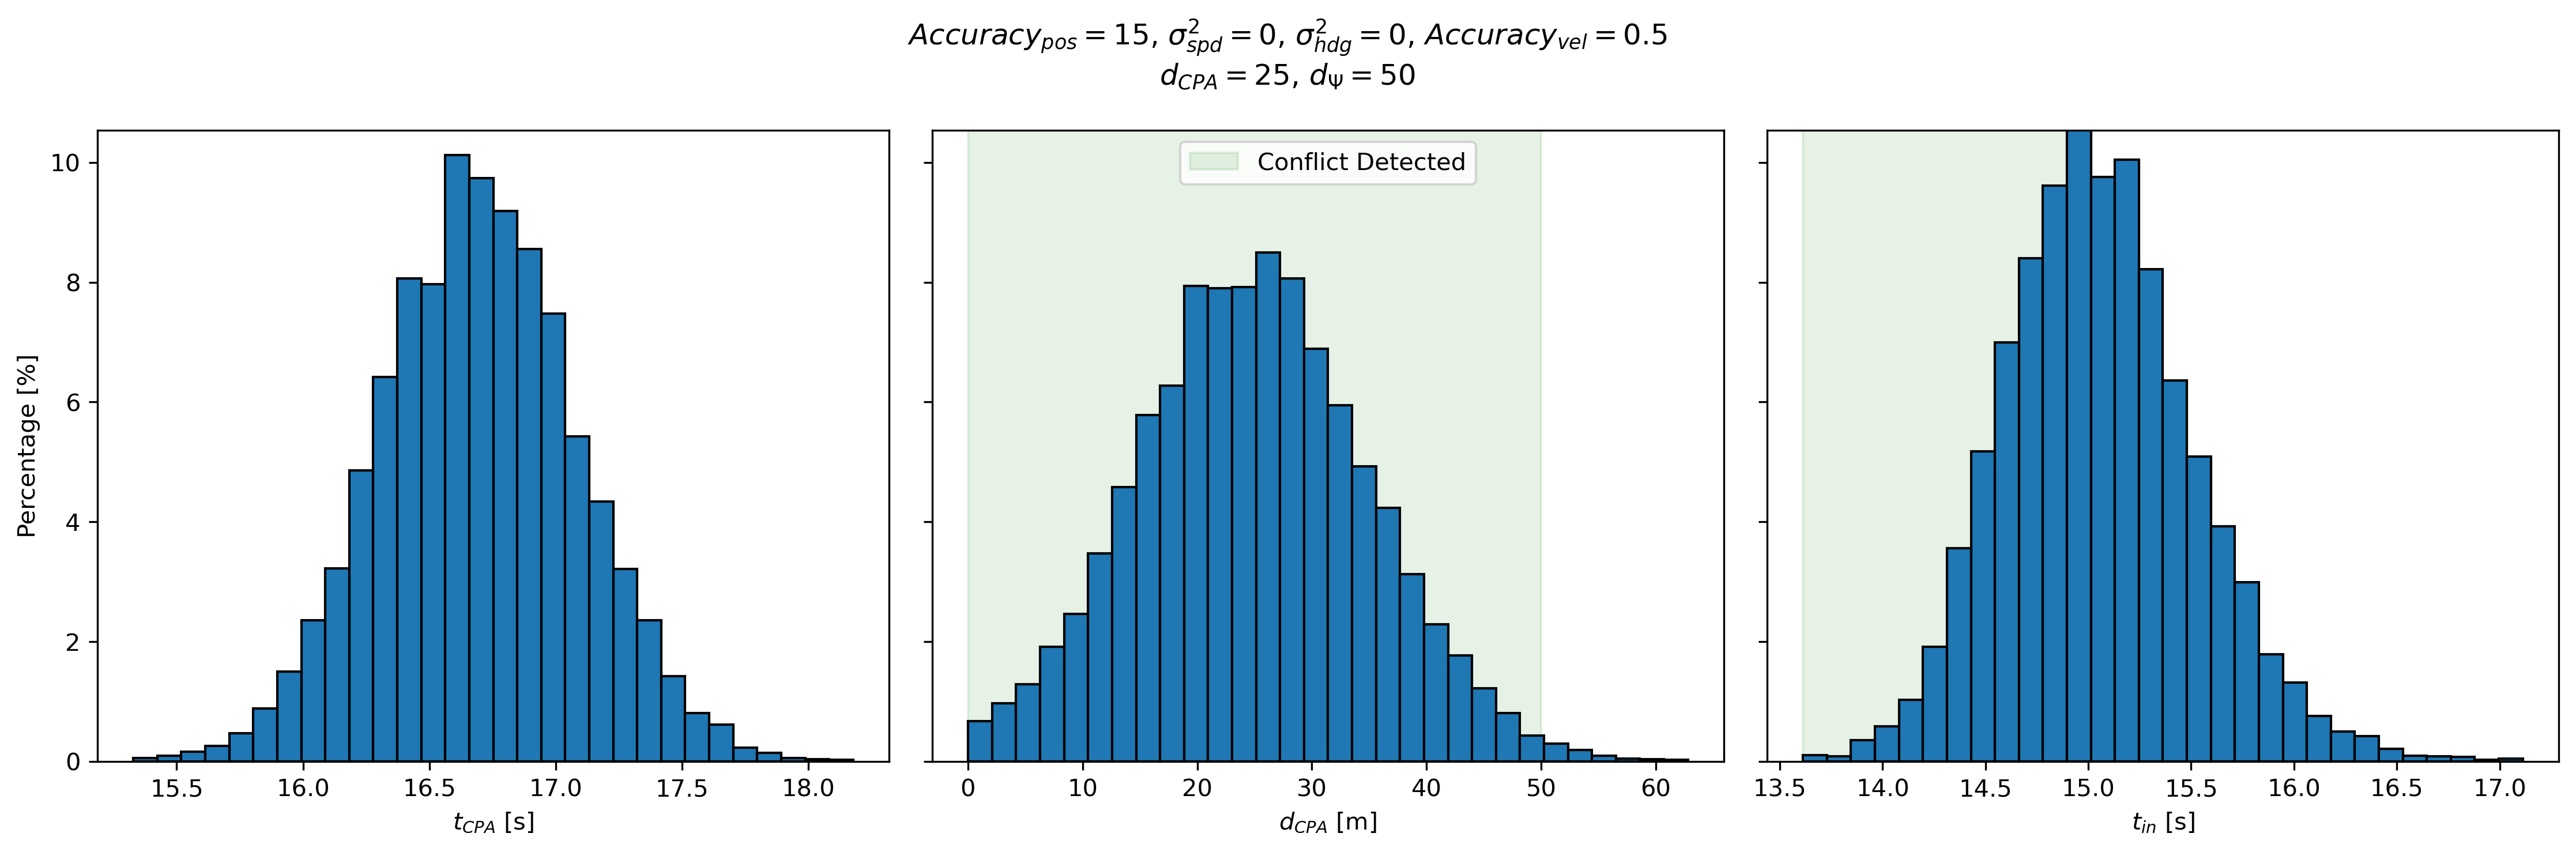 Accuracy_pos = 15, σ²_spd = 0, σ²_hdg = 0, Accuracy_vel = 0.5
d_CPA = 25, d_Ψ = 50
Percentage [%]
10
8
6
4
2
0
15.5 16.0 16.5 17.0 17.5 18.0
t_CPA [s]
Conflict Detected
0 10 20 30 40 50 60
d_CPA [m]
13.5 14.0 14.5 15.0 15.5 16.0 16.5 17.0
t_in [s]